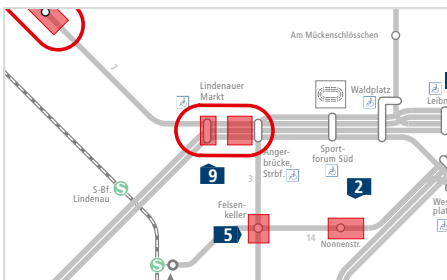 Am Mückenschlösschen
7
Lindenauer
Markt
Waldplatz
Leibn
Anger-
brücke,
Strbf.
Sport-
forum Süd
9
3
2
S-Bf.
Lindenau
S
Felsen-
keller
5
14
Nonnenstr.
Wes
plat
S